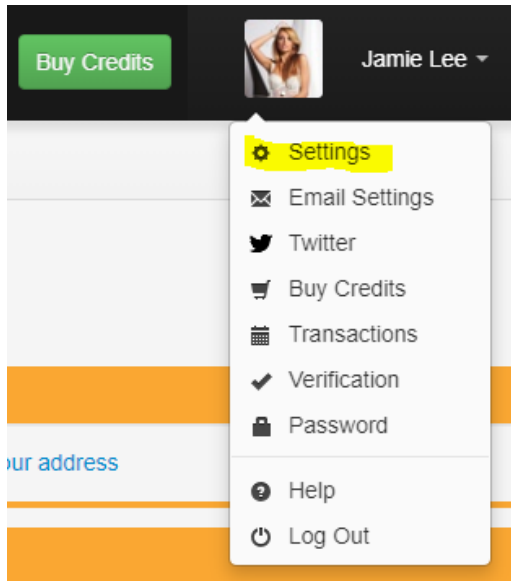 Buy Credits
Jamie Lee
Settings
Email Settings
Twitter
Buy Credits
Transactions
Verification
Password
our address
Help
Log Out